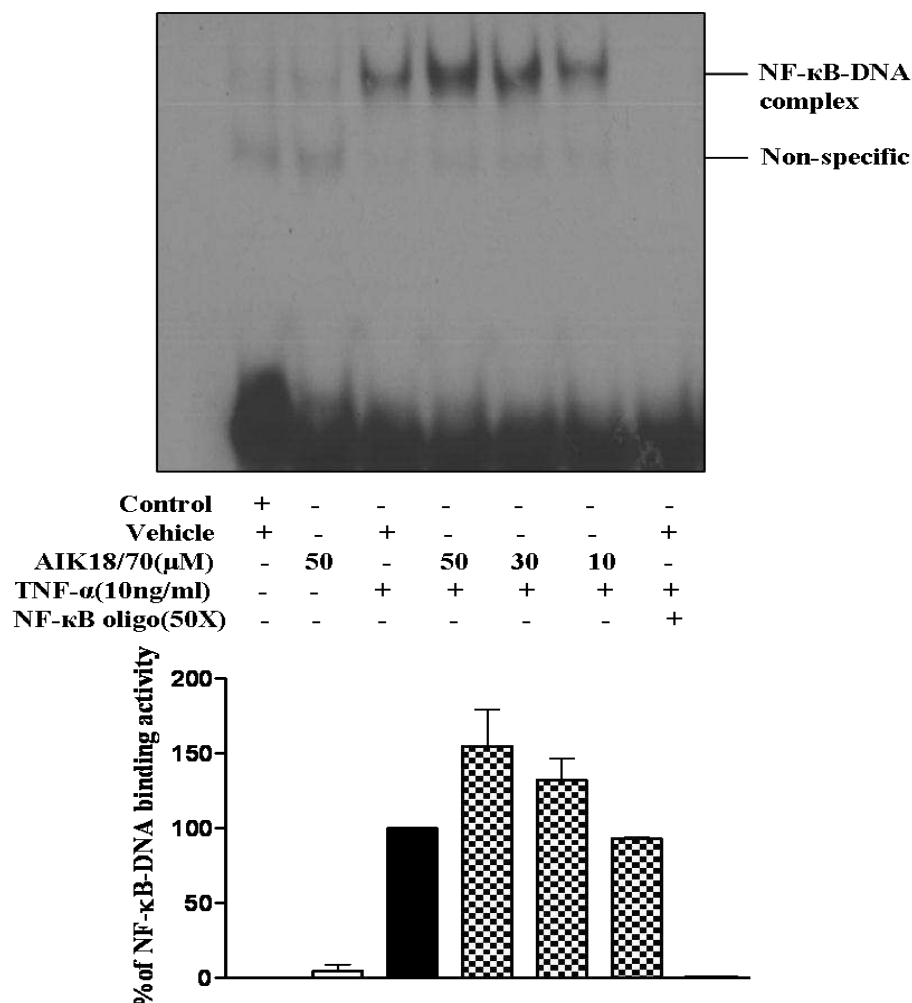 NF-κB-DNA
complex
Non-specific
Control + - - - - - -
Vehicle + - + - - - +
AIK18/70(μM) - 50 - 50 30 10 -
TNF-α(10ng/ml) - - + + + + +
NF-κB oligo(50X) - - - - - - +
% of NF-κB-DNA binding activity
200
150
100
50
0